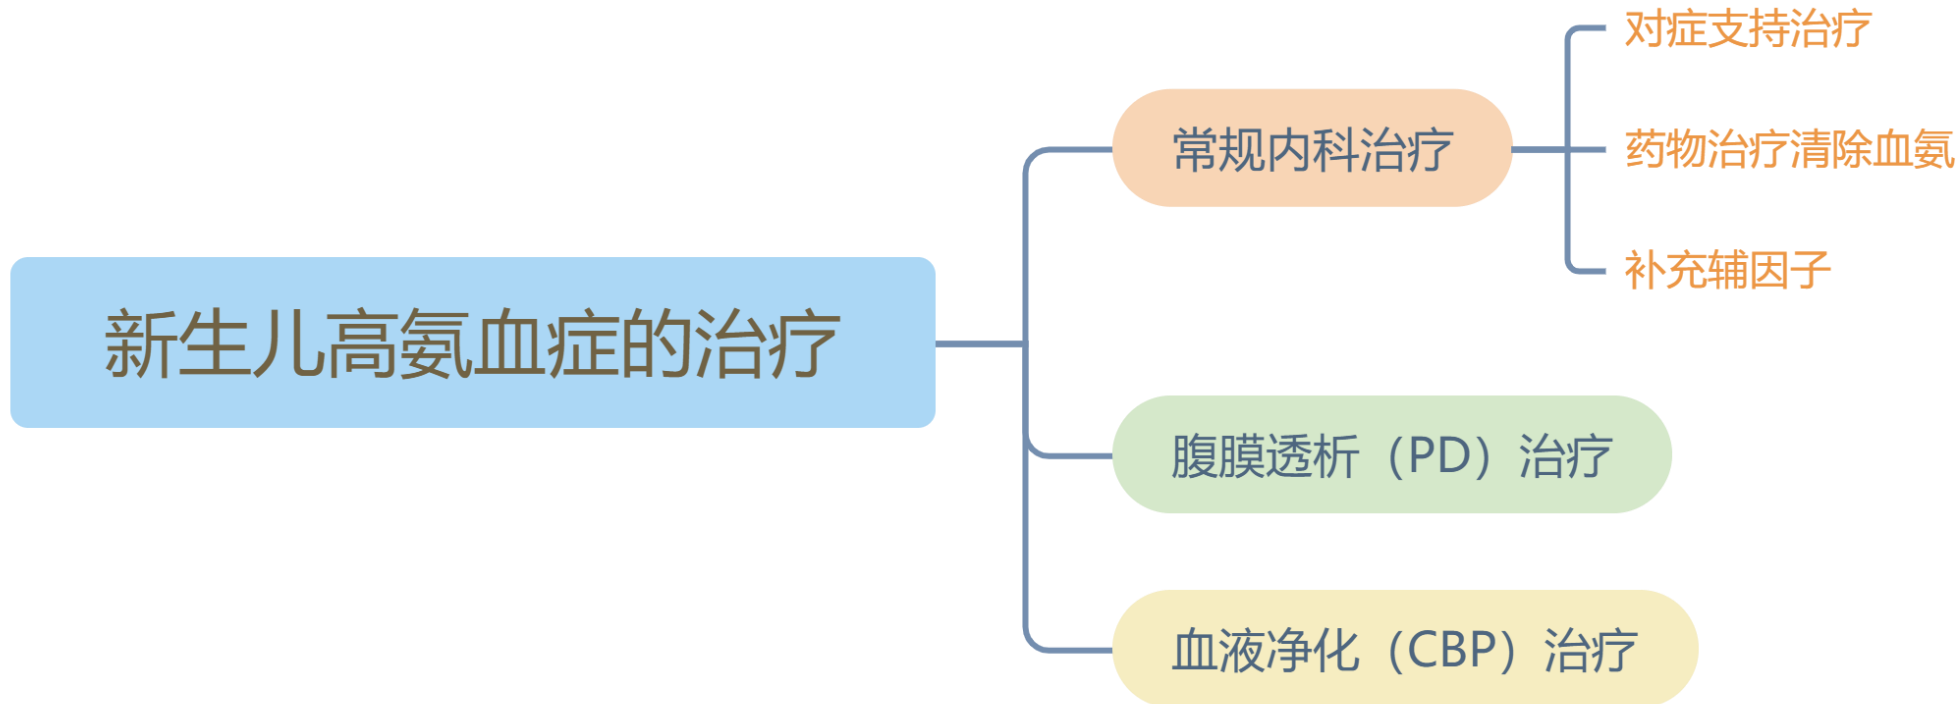 新生儿高氨血症的治疗
常规内科治疗
对症支持治疗
药物治疗清除血氨
补充辅因子
腹膜透析（PD）治疗
血液净化（CBP）治疗